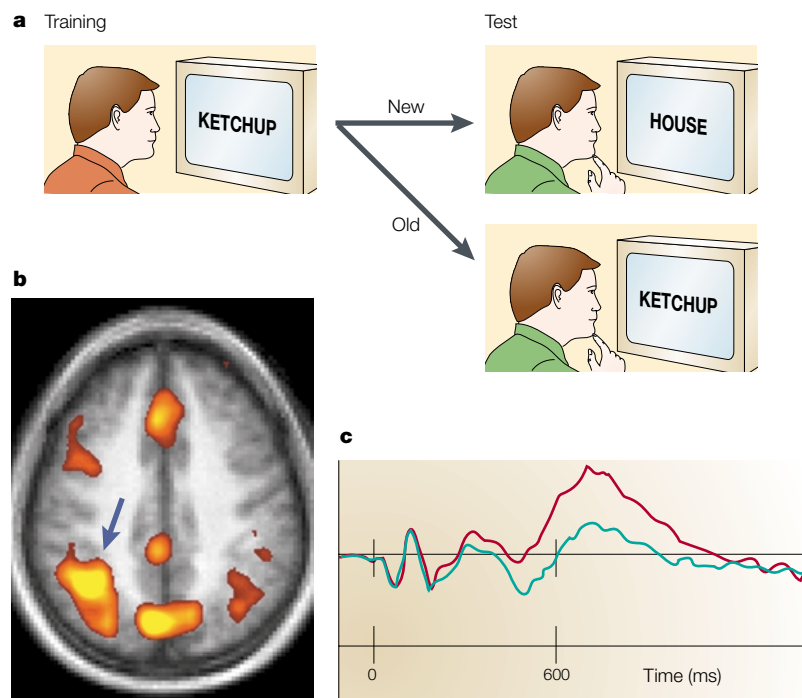 a Training
Test
KETCHUP
New
HOUSE
Old
KETCHUP
b
c
0
600
Time (ms)